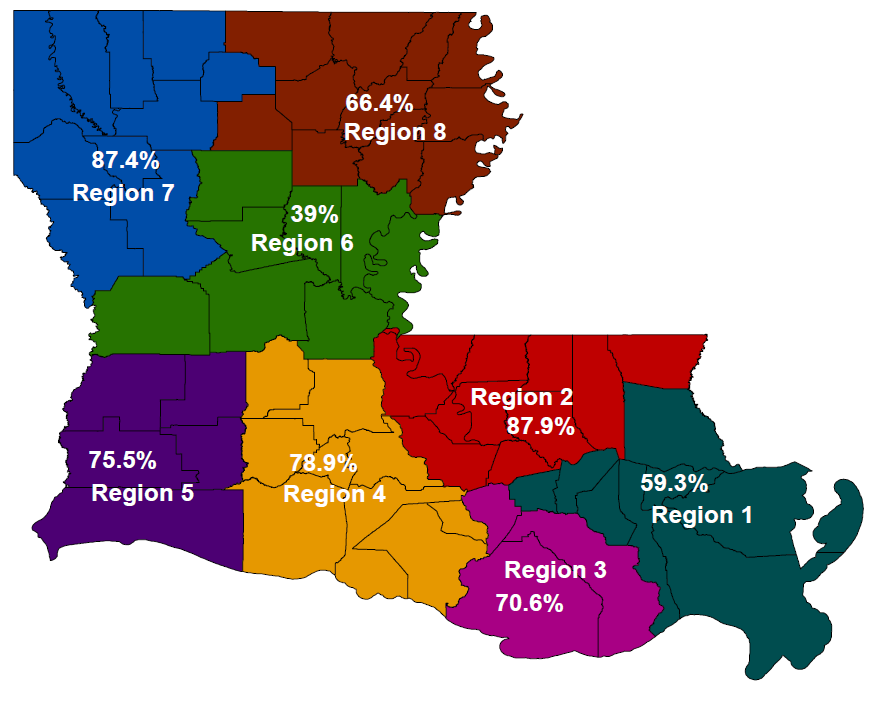 66.4%
Region 8
87.4%
Region 7
39%
Region 6
Region 2
87.9%
75.5%
Region 5
78.9%
Region 4
59.3%
Region 1
Region 3
70.6%